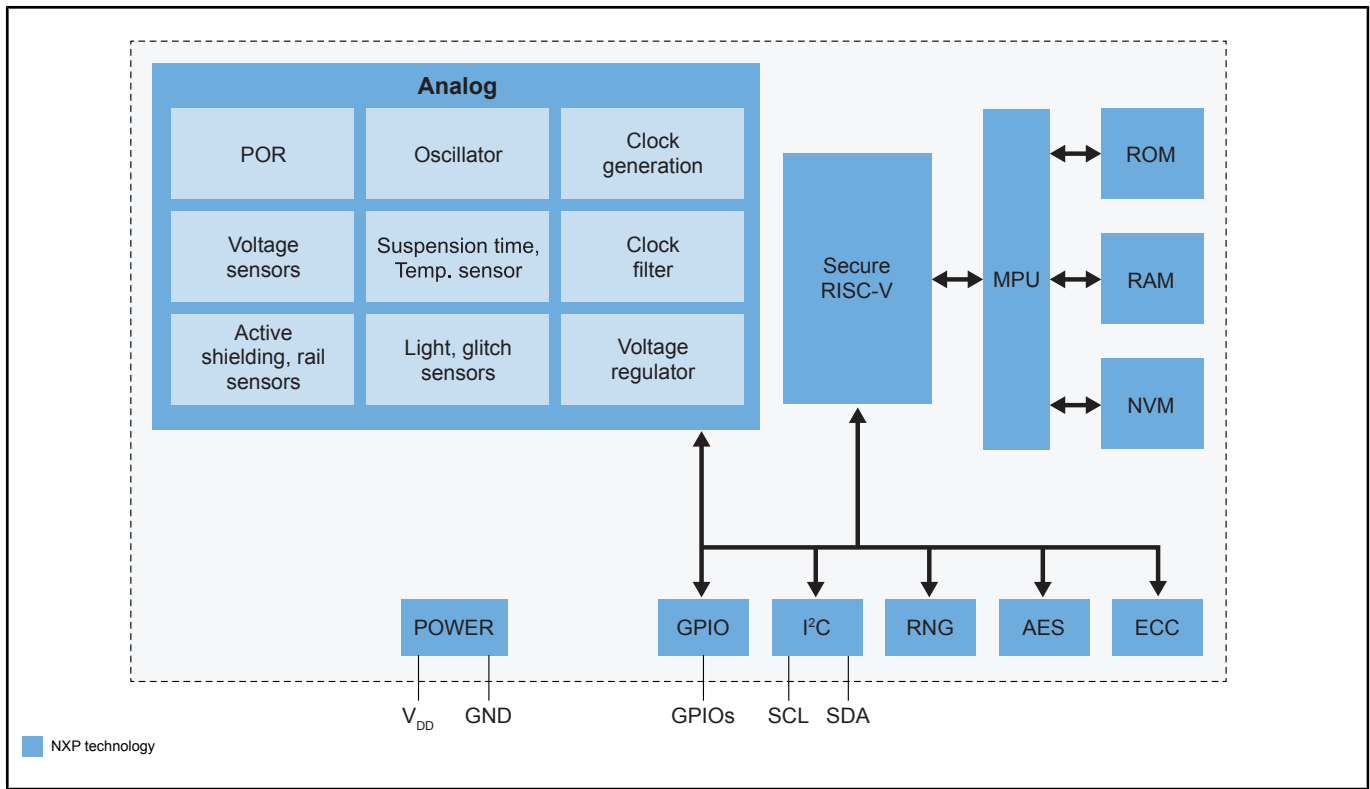 Analog
POR
Oscillator
Clock
generation
Voltage
sensors
Suspension time,
Temp. sensor
Clock
filter
Active
shielding, rail
sensors
Light, glitch
sensors
Voltage
regulator
Secure
RISC-V
MPU
ROM
RAM
NVM
POWER
GPIO
I²C
RNG
AES
ECC
V_DD
GND
GPIOs
SCL
SDA
NXP technology